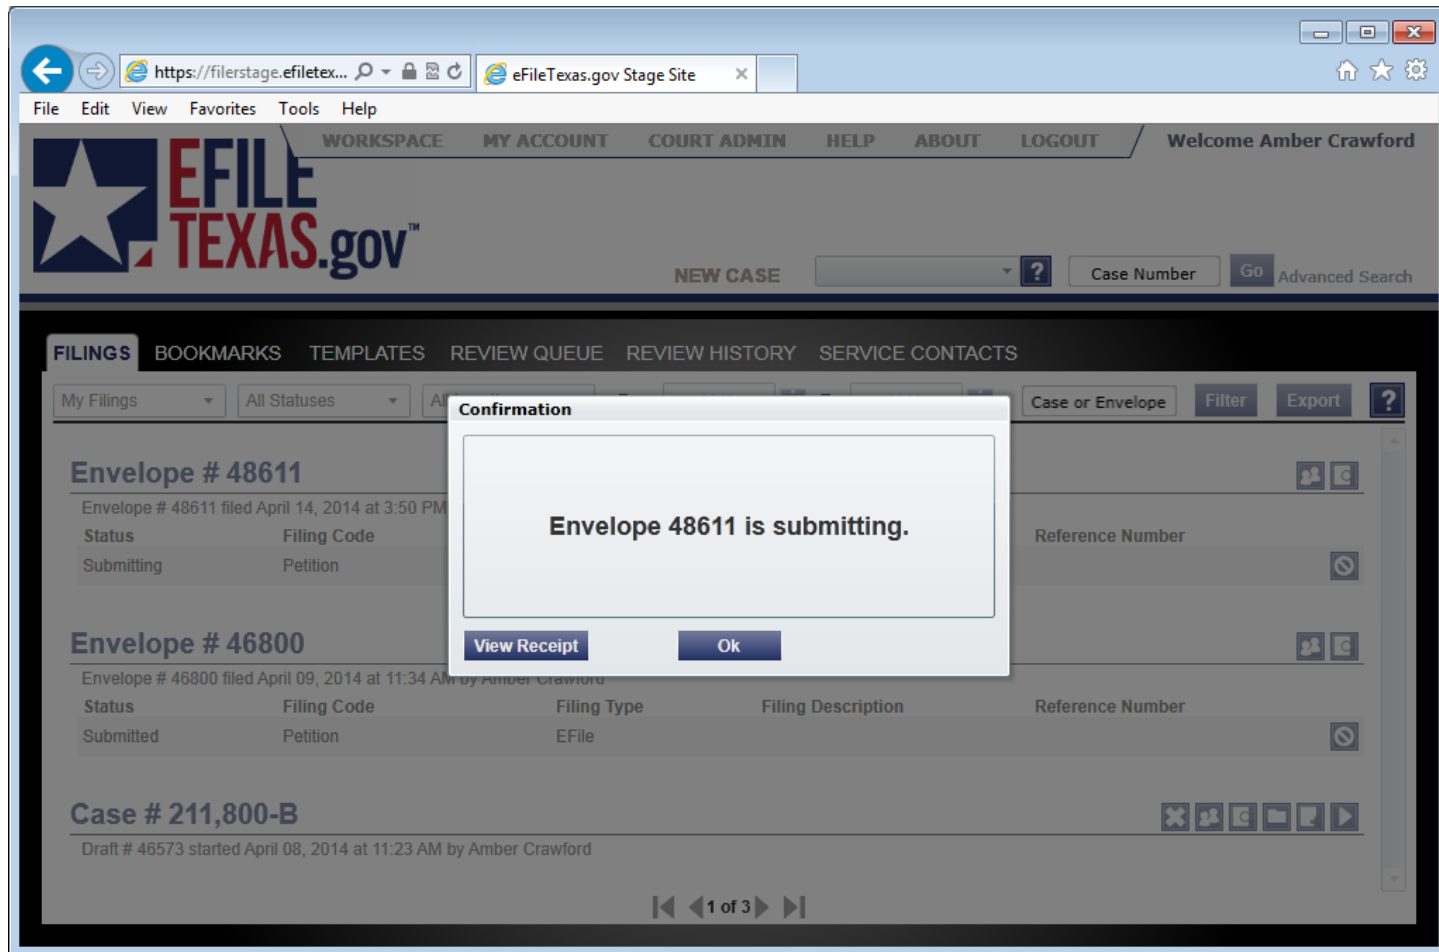 https://filerstage.efiletex...
eFileTexas.gov Stage Site
File Edit View Favorites Tools Help
WORKSPACE MY ACCOUNT COURT ADMIN HELP ABOUT LOGOUT Welcome Amber Crawford
EFILE
TEXAS.gov™
NEW CASE ? Case Number Go Advanced Search
FILINGS BOOKMARKS TEMPLATES REVIEW QUEUE REVIEW HISTORY SERVICE CONTACTS
My Filings All Statuses Case or Envelope Filter Export ?
Confirmation
Envelope 48611 is submitting.
View Receipt Ok
Envelope # 48611
Envelope # 48611 filed April 14, 2014 at 3:50 PM
Status Filing Code Reference Number
Submitting Petition
Envelope # 46800
Envelope # 46800 filed April 09, 2014 at 11:34 AM by Amber Crawford
Status Filing Code Filing Type Filing Description Reference Number
Submitted Petition EFile
Case # 211,800-B
Draft # 46573 started April 08, 2014 at 11:23 AM by Amber Crawford
1 of 3